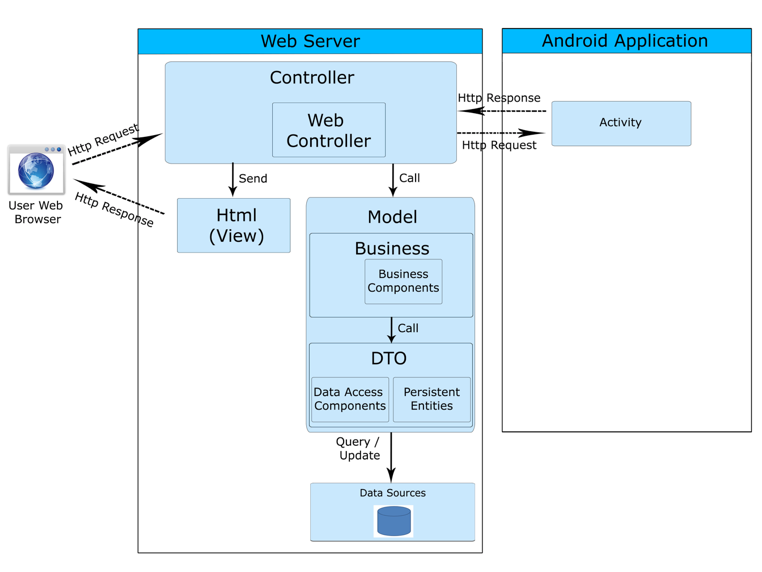 Web Server
Android Application
Controller
Web
Controller
Http Response
Http Request
Activity
Http Request
Http Response
User Web
Browser
Send
Call
Html
(View)
Model
Business
Business
Components
Call
DTO
Data Access
Components
Persistent
Entities
Query /
Update
Data Sources